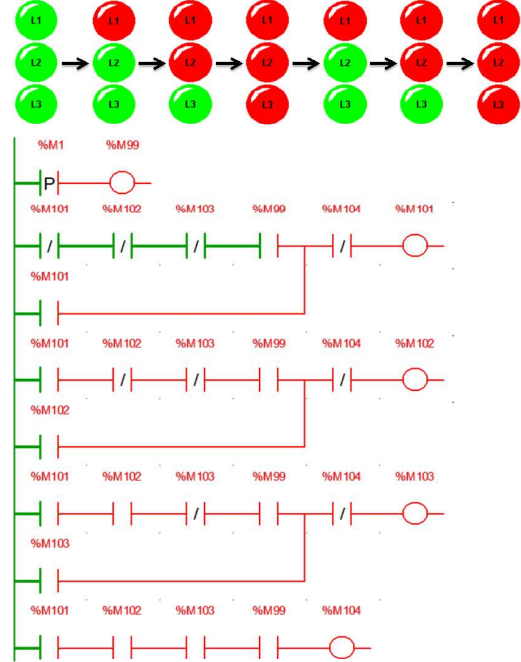 L1 L1 L1 L1 L1 L1 L1
L2 L2 L2 L2 L2 L2 L2
L3 L3 L3 L3 L3 L3 L3
%M1 %M99
P
%M101 %M102 %M103 %M99 %M104 %M101
/ / / /
%M101
%M101 %M102 %M103 %M99 %M104 %M102
/ / /
%M102
%M101 %M102 %M103 %M99 %M104 %M103
/ /
%M103
%M101 %M102 %M103 %M99 %M104